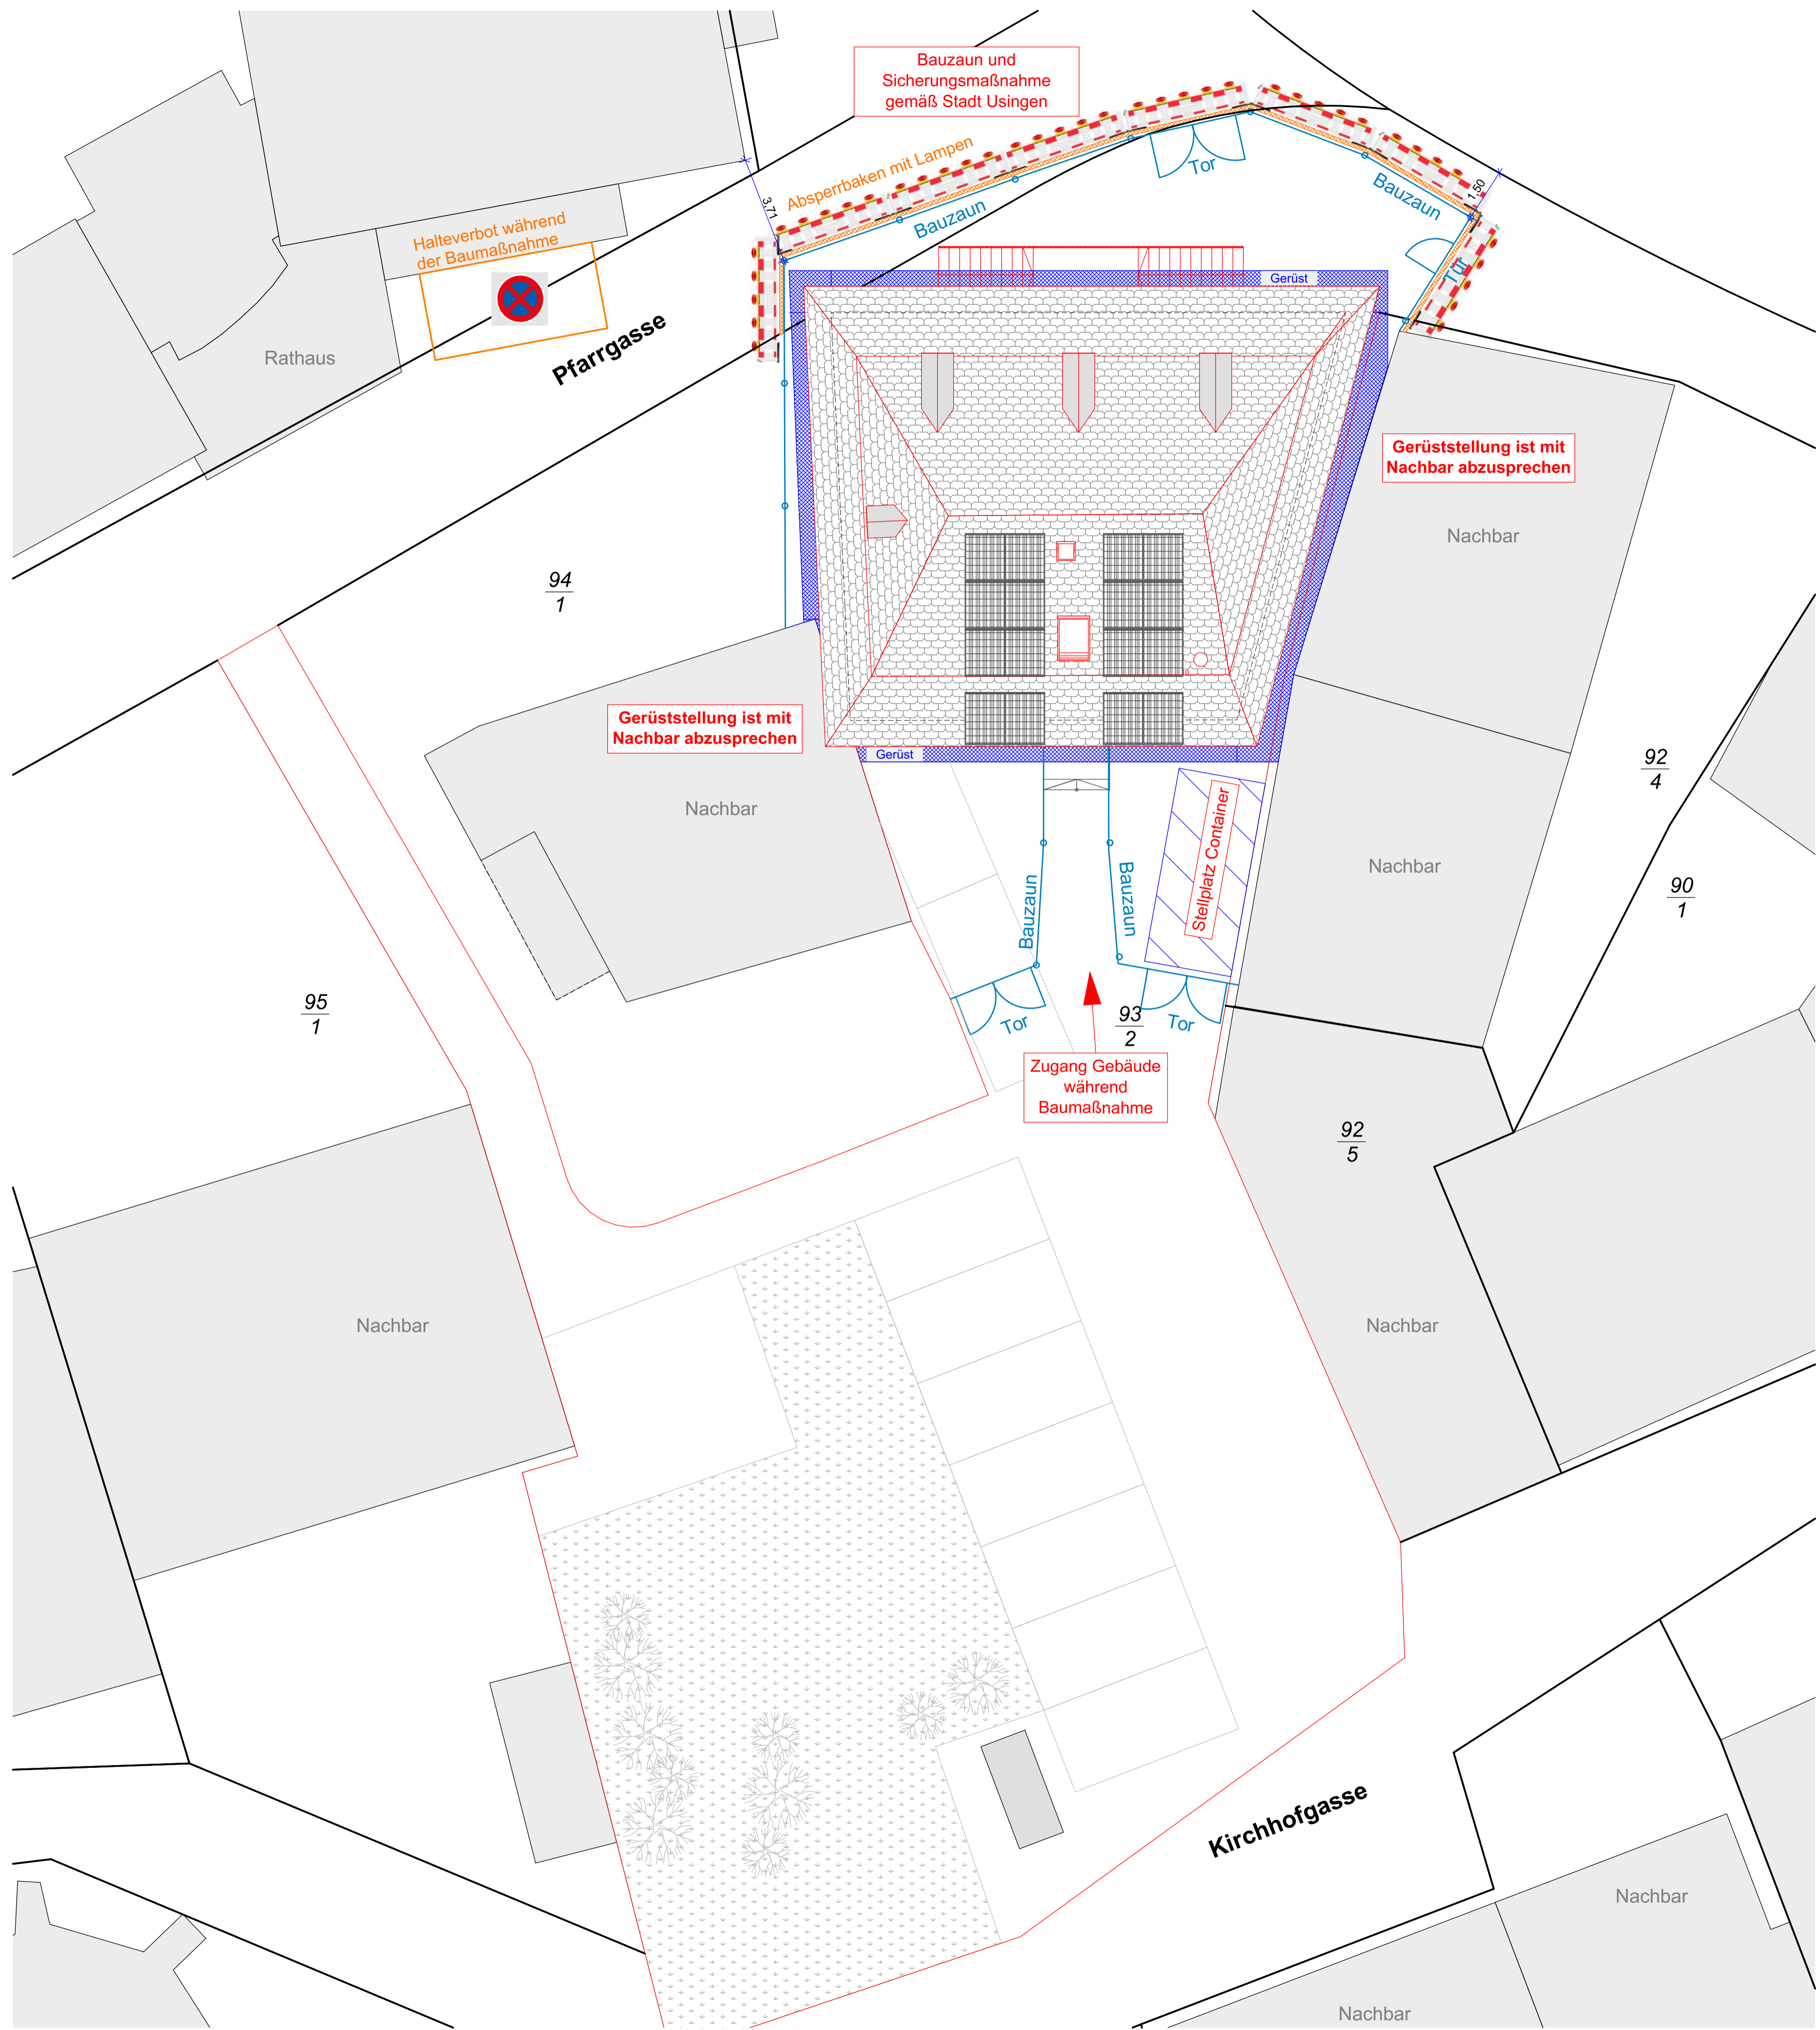 Bauzaun und
Sicherungsmaßnahme
gemäß Stadt Usingen
Absperrbaken mit Lampen
3,71
Bauzaun
Tor
Bauzaun
1,50
Tür
Halteverbot während
der Baumaßnahme
Rathaus
Pfarrgasse
Gerüst
Gerüststellung ist mit
Nachbar abzusprechen
Nachbar
94
1
Gerüststellung ist mit
Nachbar abzusprechen
Gerüst
Nachbar
92
4
Nachbar
90
1
Stellplatz Container
Bauzaun
Bauzaun
95
1
Tor
93
2
Tor
Zugang Gebäude
während
Baumaßnahme
92
5
Nachbar
Nachbar
Kirchhofgasse
Nachbar
Nachbar